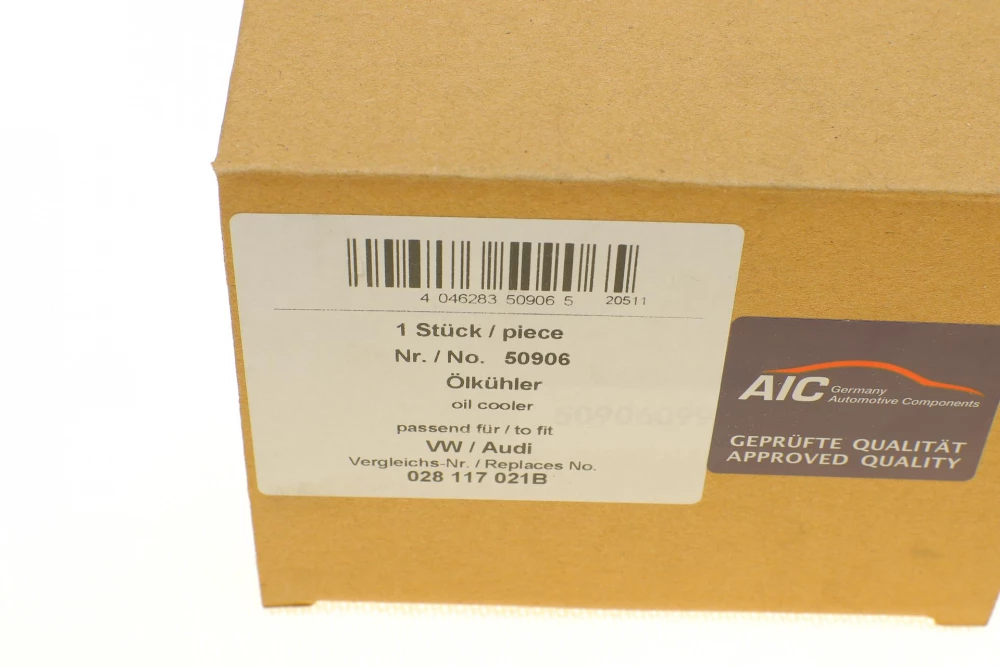 4 046283 50906 5 20511
1 Stück / piece
Nr. / No. 50906
Ölkühler
oil cooler
passend für / to fit
VW / Audi
Vergleichs-Nr. / Replaces No.
028 117 021B
AIC Germany
Automotive Components
GEPRÜFTE QUALITÄT
APPROVED QUALITY